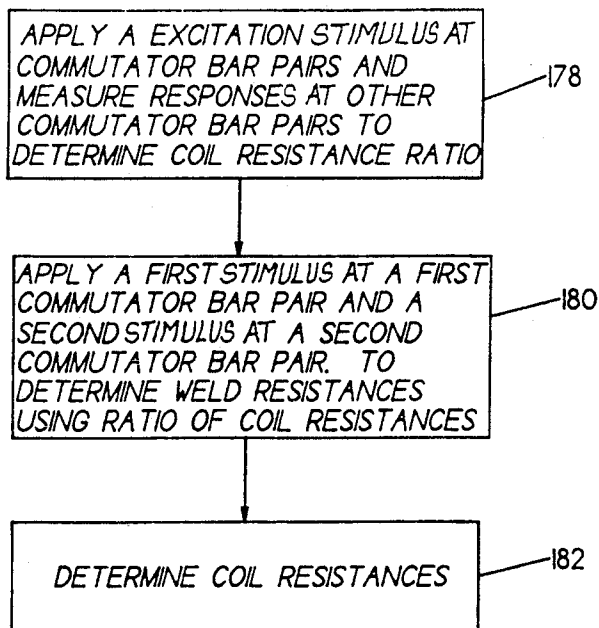 APPLY A EXCITATION STIMULUS AT
COMMUTATOR BAR PAIRS AND
MEASURE RESPONSES AT OTHER
COMMUTATOR BAR PAIRS TO
DETERMINE COIL RESISTANCE RATIO
178
APPLY A FIRST STIMULUS AT A FIRST
COMMUTATOR BAR PAIR AND A
SECOND STIMULUS AT A SECOND
COMMUTATOR BAR PAIR. TO
DETERMINE WELD RESISTANCES
USING RATIO OF COIL RESISTANCES
180
DETERMINE COIL RESISTANCES
182